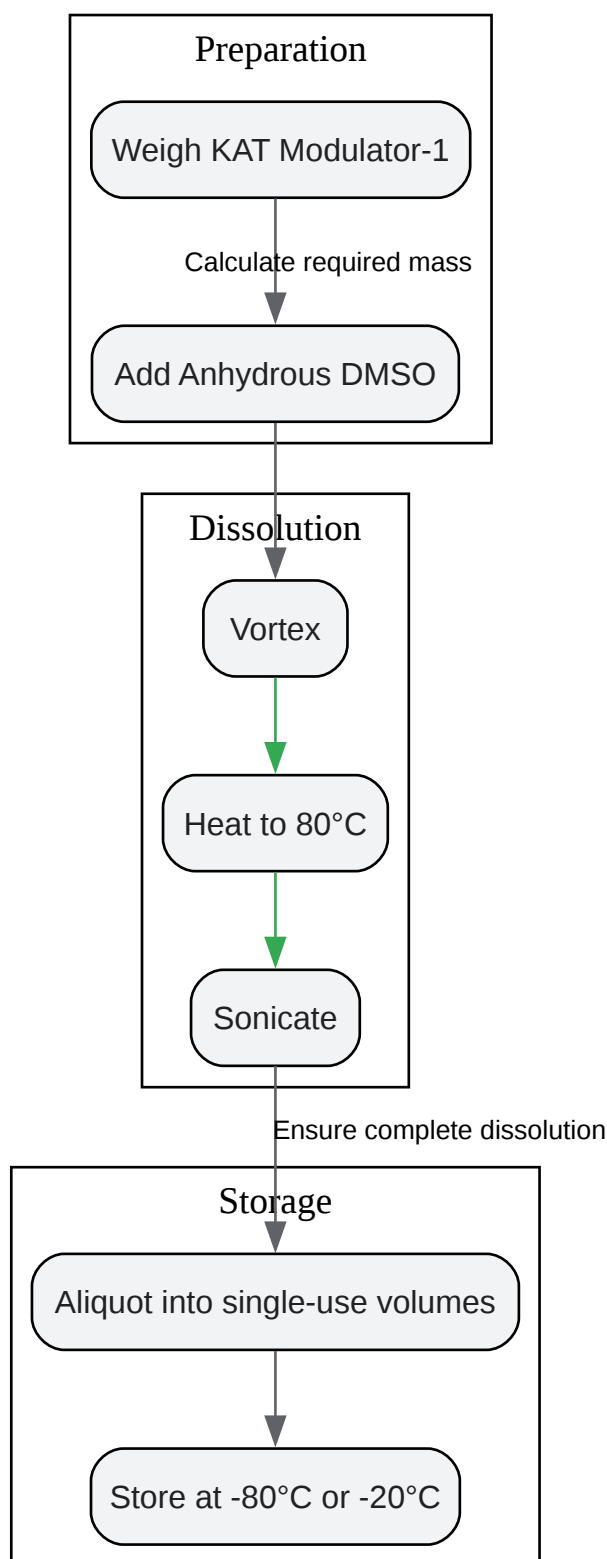 Preparation
Weigh KAT Modulator-1
Calculate required mass
Add Anhydrous DMSO
Dissolution
Vortex
Heat to 80°C
Sonicate
Ensure complete dissolution
Storage
Aliquot into single-use volumes
Store at -80°C or -20°C